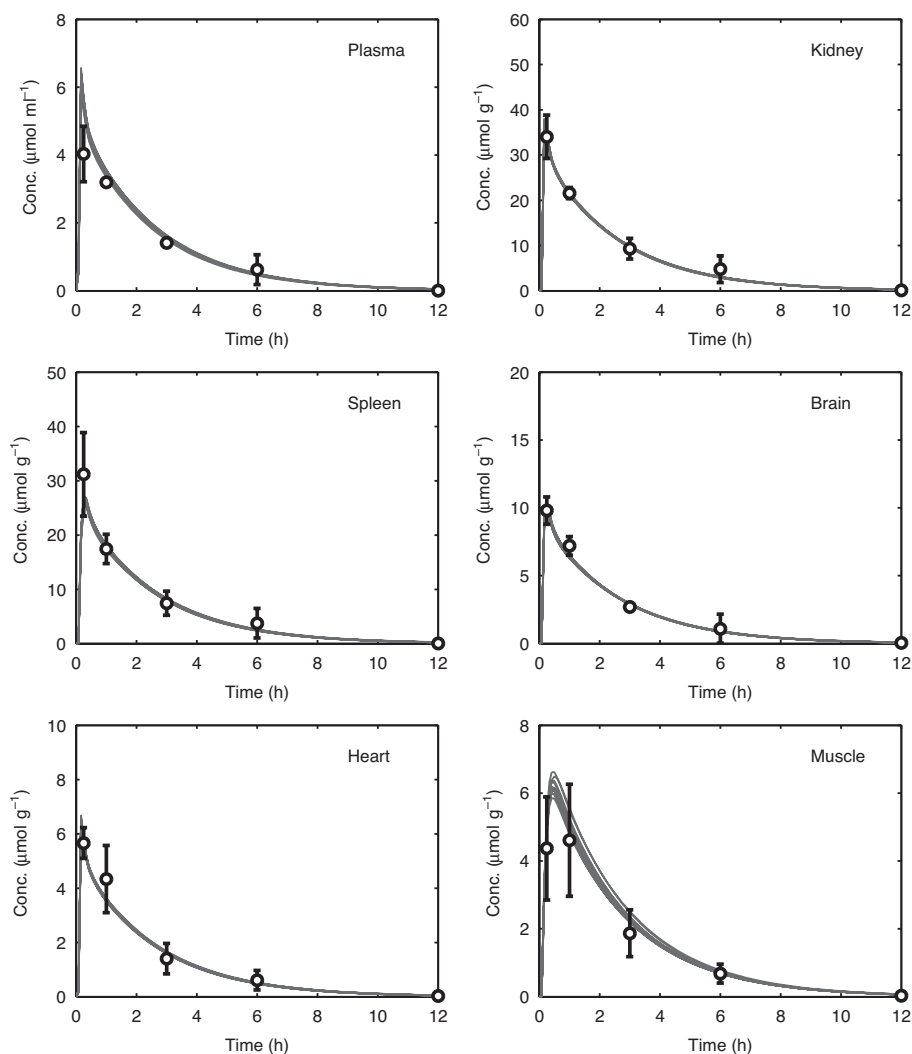 Plasma
Conc. (μmol ml⁻¹)
8
6
4
2
0
0 2 4 6 8 10 12
Time (h)
Kidney
Conc. (μmol g⁻¹)
60
50
40
30
20
10
0
0 2 4 6 8 10 12
Time (h)
Spleen
Conc. (μmol g⁻¹)
50
40
30
20
10
0
0 2 4 6 8 10 12
Time (h)
Brain
Conc. (μmol g⁻¹)
20
15
10
5
0
0 2 4 6 8 10 12
Time (h)
Heart
Conc. (μmol g⁻¹)
10
8
6
4
2
0
0 2 4 6 8 10 12
Time (h)
Muscle
Conc. (μmol g⁻¹)
8
6
4
2
0
0 2 4 6 8 10 12
Time (h)